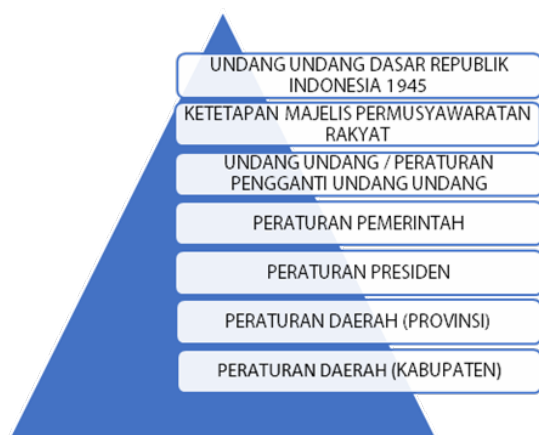 UNDANG UNDANG DASAR REPUBLIK
INDONESIA 1945
KETETAPAN MAJELIS PERMUSYAWARATAN
RAKYAT
UNDANG UNDANG / PERATURAN
PENGGANTI UNDANG UNDANG
PERATURAN PEMERINTAH
PERATURAN PRESIDEN
PERATURAN DAERAH (PROVINSI)
PERATURAN DAERAH (KABUPATEN)